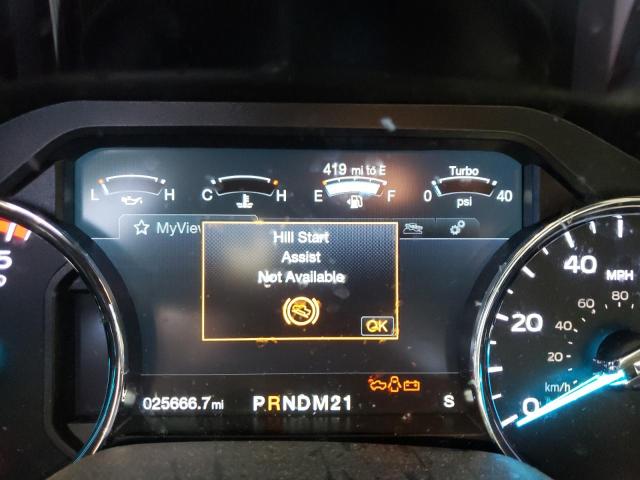 419 mi to E
Turbo
L H C H E F 0 40
psi
MyView
Hill Start
Assist
Not Available
OK
025666.7mi
PRNDM21
S
5
40
MPH
20
0
80
60
40
20
km/h